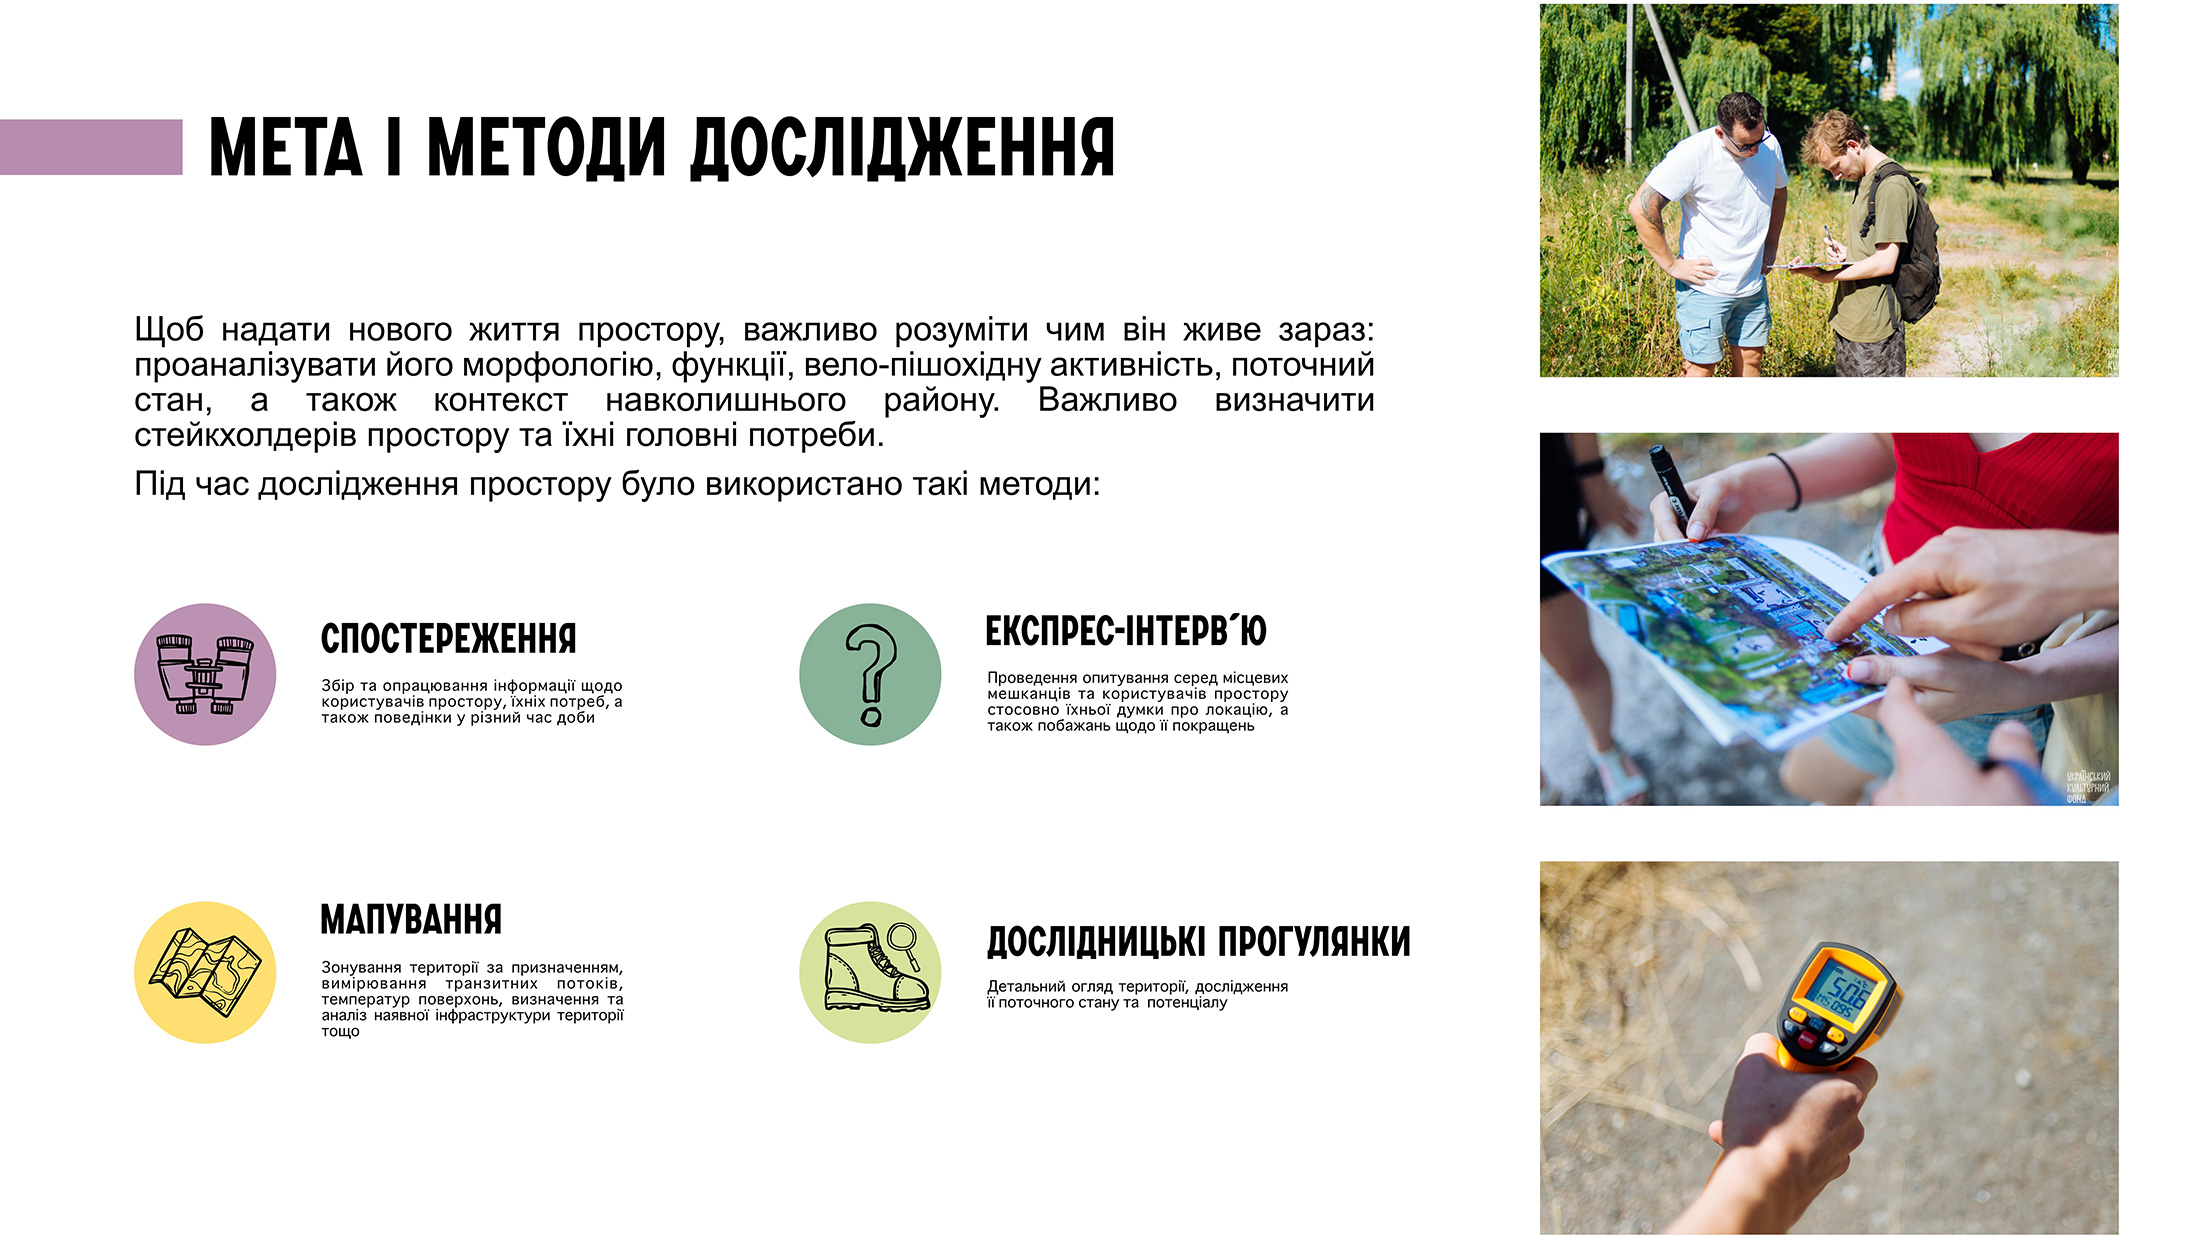 МЕТА І МЕТОДИ ДОСЛІДЖЕННЯ
Щоб надати нового життя простору, важливо розуміти чим він живе зараз:
проаналізувати його морфологію, функції, вело-пішохідну активність, поточний
стан, а також контекст навколишнього району. Важливо визначити
стейкхолдерів простору та їхні головні потреби.
Під час дослідження простору було використано такі методи:
СПОСТЕРЕЖЕННЯ
Збір та опрацювання інформації щодо
користувачів простору, їхніх потреб, а
також поведінки у різний час доби
ЕКСПРЕС-ІНТЕРВ´Ю
Проведення опитування серед місцевих
мешканців та користувачів простору
стосовно їхньої думки про локацію, а
також побажань щодо її покращень
МАПУВАННЯ
Зонування території за призначенням,
вимірювання транзитних потоків,
температур поверхонь, визначення та
аналіз наявної інфраструктури території
тощо
ДОСЛІДНИЦЬКІ ПРОГУЛЯНКИ
Детальний огляд території, дослідження
її поточного стану та потенціалу
УКРАЇНСЬКИЙ
КУЛЬТУРНИЙ
ФОНД
50.6